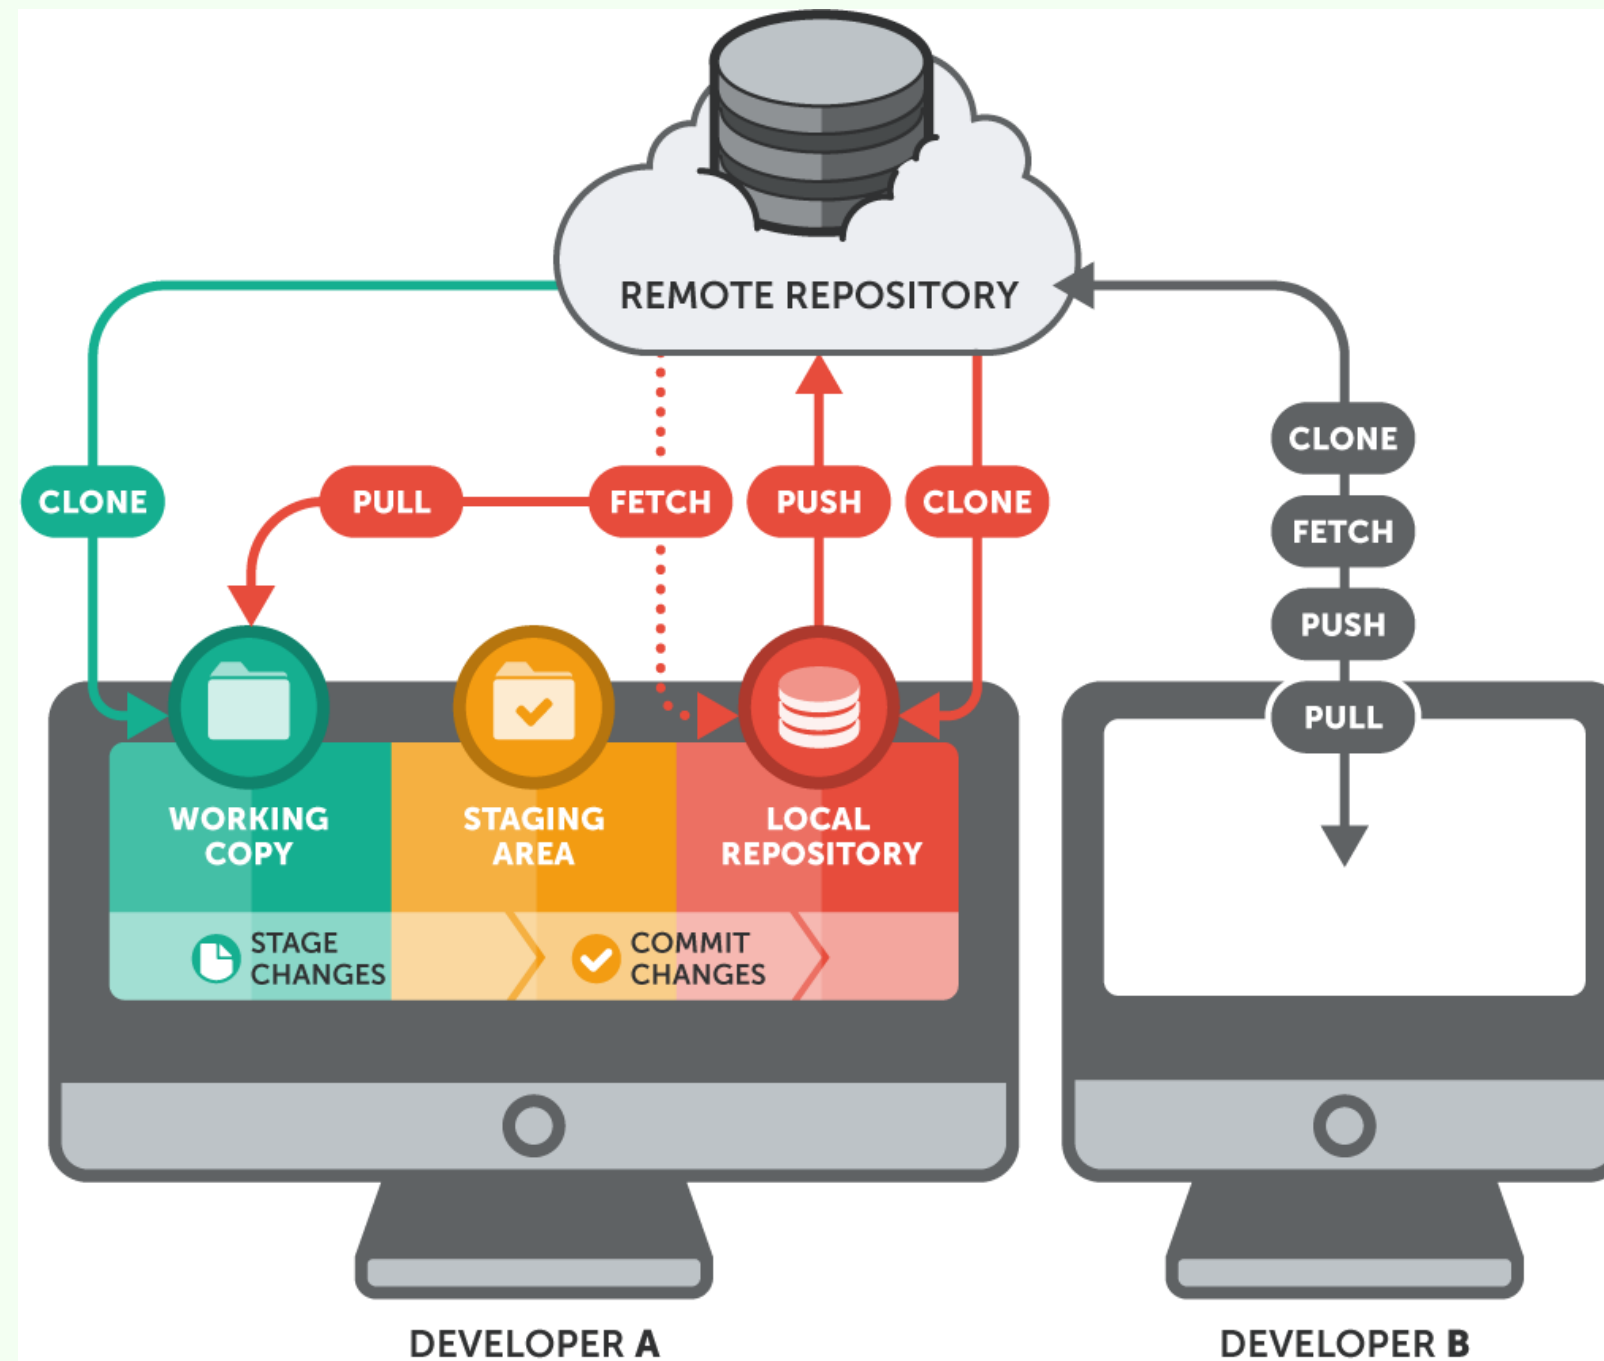 REMOTE REPOSITORY
CLONE
PULL
FETCH
PUSH
CLONE
CLONE
FETCH
PUSH
PULL
WORKING
COPY
STAGING
AREA
LOCAL
REPOSITORY
STAGE
CHANGES
COMMIT
CHANGES
DEVELOPER A
DEVELOPER B